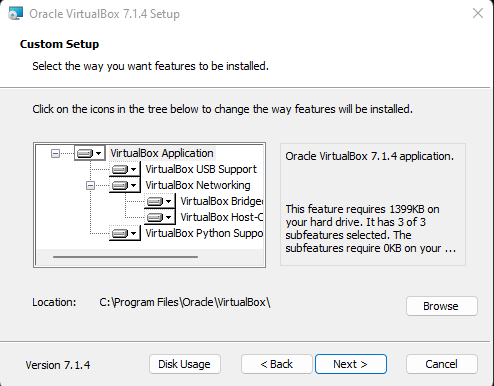 Oracle VirtualBox 7.1.4 Setup
Custom Setup
Select the way you want features to be installed.
Click on the icons in the tree below to change the way features will be installed.
VirtualBox Application
VirtualBox USB Support
VirtualBox Networking
VirtualBox Bridge
VirtualBox Host-C
VirtualBox Python Suppo
Oracle VirtualBox 7.1.4 application.
This feature requires 1399KB on
your hard drive. It has 3 of 3
subfeatures selected. The
subfeatures require 0KB on your ...
Location: C:\Program Files\Oracle\VirtualBox\
Browse
Version 7.1.4
Disk Usage
< Back
Next >
Cancel